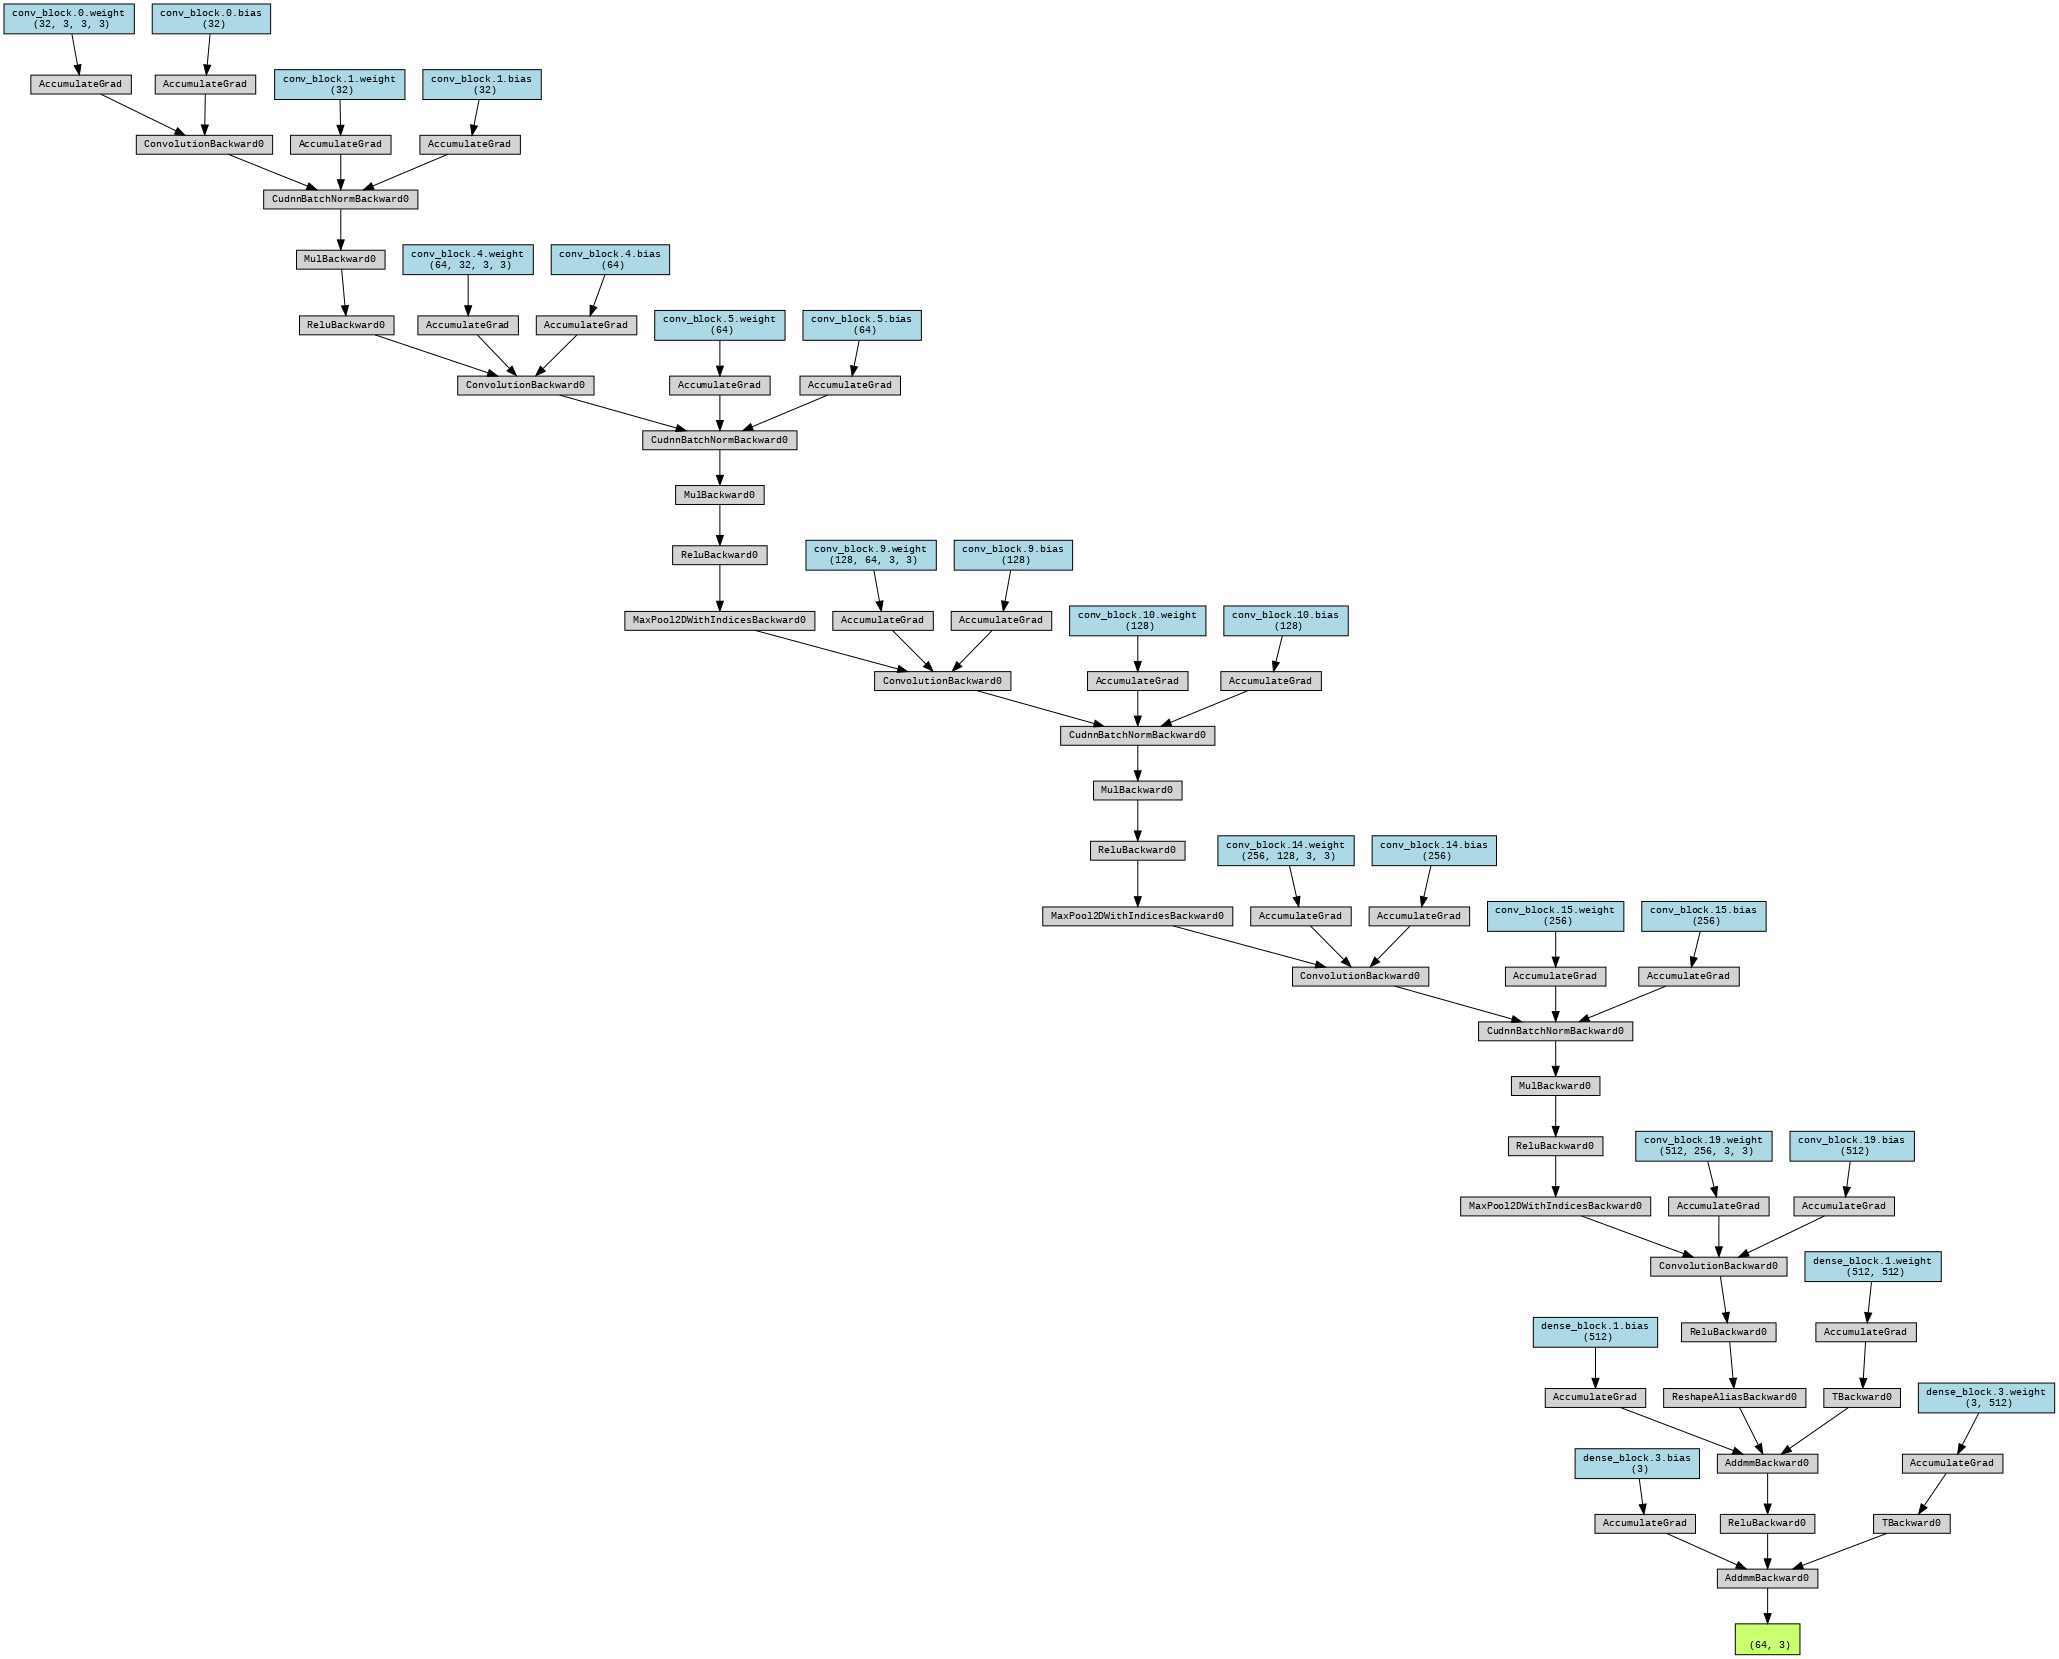 conv_block.0.weight
(32, 3, 3, 3)
conv_block.0.bias
(32)
AccumulateGrad
AccumulateGrad
conv_block.1.weight
(32)
conv_block.1.bias
(32)
ConvolutionBackward0
AccumulateGrad
AccumulateGrad
CudnnBatchNormBackward0
MulBackward0
conv_block.4.weight
(64, 32, 3, 3)
conv_block.4.bias
(64)
ReluBackward0
AccumulateGrad
AccumulateGrad
conv_block.5.weight
(64)
conv_block.5.bias
(64)
ConvolutionBackward0
AccumulateGrad
AccumulateGrad
CudnnBatchNormBackward0
MulBackward0
ReluBackward0
conv_block.9.weight
(128, 64, 3, 3)
conv_block.9.bias
(128)
MaxPool2DWithIndicesBackward0
AccumulateGrad
AccumulateGrad
conv_block.10.weight
(128)
conv_block.10.bias
(128)
ConvolutionBackward0
AccumulateGrad
AccumulateGrad
CudnnBatchNormBackward0
MulBackward0
ReluBackward0
conv_block.14.weight
(256, 128, 3, 3)
conv_block.14.bias
(256)
MaxPool2DWithIndicesBackward0
AccumulateGrad
AccumulateGrad
conv_block.15.weight
(256)
conv_block.15.bias
(256)
ConvolutionBackward0
AccumulateGrad
AccumulateGrad
CudnnBatchNormBackward0
MulBackward0
ReluBackward0
conv_block.19.weight
(512, 256, 3, 3)
conv_block.19.bias
(512)
MaxPool2DWithIndicesBackward0
AccumulateGrad
AccumulateGrad
ConvolutionBackward0
dense_block.1.weight
(512, 512)
dense_block.1.bias
(512)
ReluBackward0
AccumulateGrad
AccumulateGrad
ReshapeAliasBackward0
TBackward0
dense_block.3.weight
(3, 512)
dense_block.3.bias
(3)
AddmmBackward0
AccumulateGrad
AccumulateGrad
ReluBackward0
TBackward0
AddmmBackward0
(64, 3)